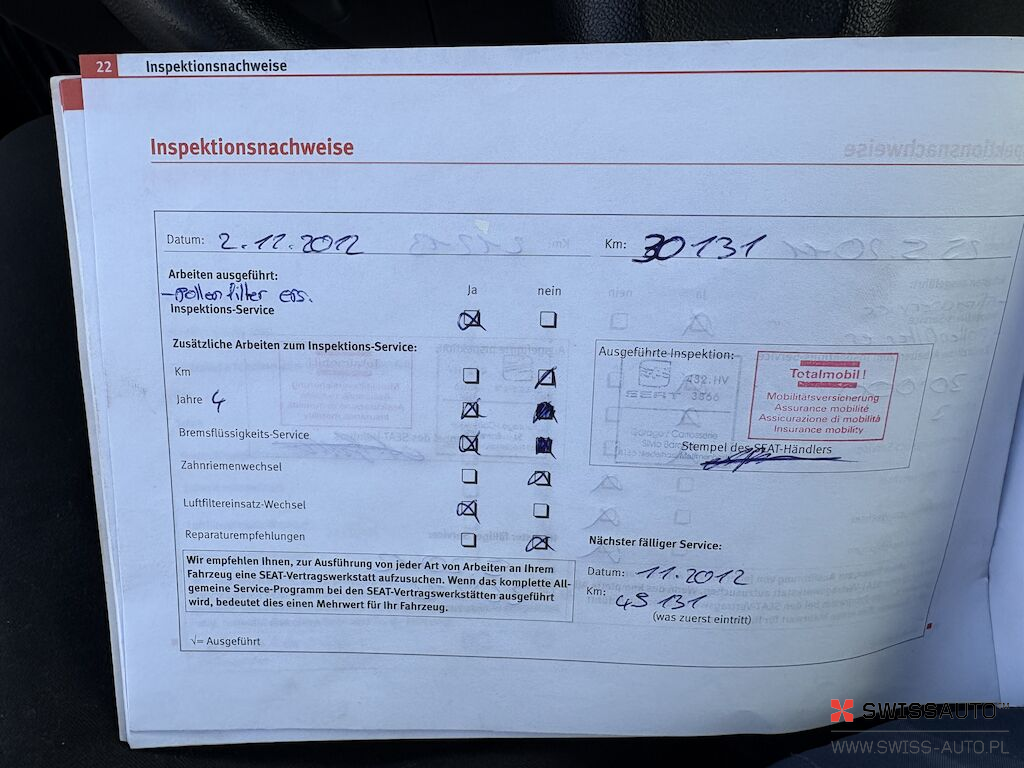 22 Inspektionsnachweise
Inspektionsnachweise
Datum: 2.12.2012 Km: 30131
Arbeiten ausgeführt:
-Pollenfilter ers.
Ja nein
Inspektions-Service
Zusätzliche Arbeiten zum Inspektions-Service:
Km
Jahre 4
Bremsflüssigkeits-Service
Zahnriemenwechsel
Luftfiltereinsatz-Wechsel
Reparaturempfehlungen
Ausgeführte Inspektion:
432.HV
SEAT 3366
Totalmobil!
Mobilitätsversicherung
Assurance mobilité
Assicurazione di mobilità
Insurance mobility
Stempel des SEAT-Händlers
Wir empfehlen Ihnen, zur Ausführung von jeder Art von Arbeiten an Ihrem
Fahrzeug eine SEAT-Vertragswerkstatt aufzusuchen. Wenn das komplette All-
gemeine Service-Programm bei den SEAT-Vertragswerkstätten ausgeführt
wird, bedeutet dies einen Mehrwert für Ihr Fahrzeug.
Nächster fälliger Service:
Datum: 11.2012
Km: 45131
(was zuerst eintritt)
√= Ausgeführt
SWISSAUTO
WWW.SWISS-AUTO.PL